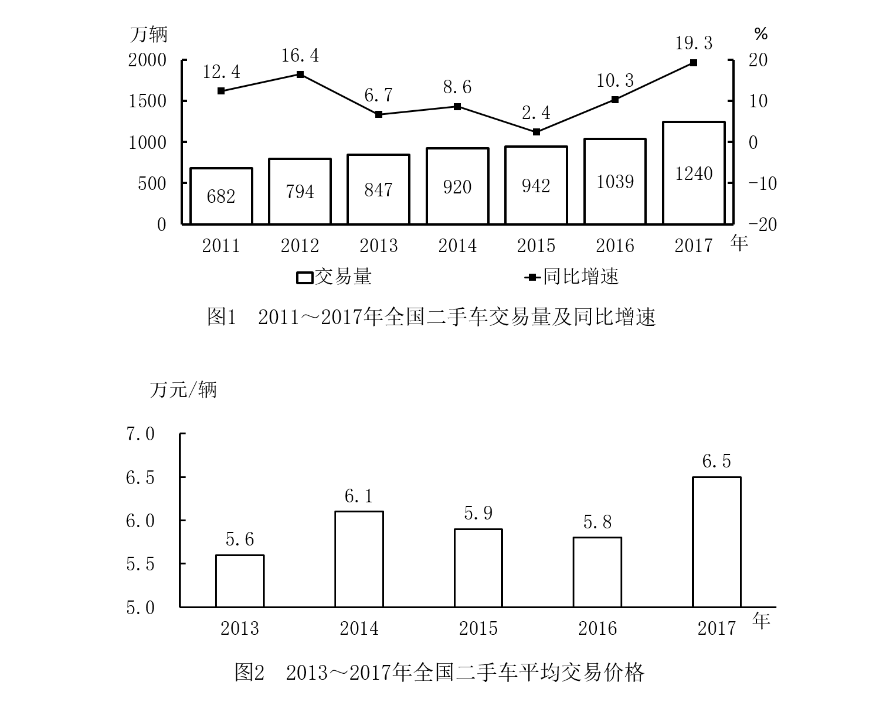 万辆 %
2000 20
1500 10
1000 0
500 -10
0 -20
12.4 16.4 6.7 8.6 2.4 10.3 19.3
682 794 847 920 942 1039 1240
2011 2012 2013 2014 2015 2016 2017 年
交易量 同比增速
图1 2011～2017年全国二手车交易量及同比增速
万元/辆
7.0
6.5
6.0
5.5
5.0
5.6 6.1 5.9 5.8 6.5
2013 2014 2015 2016 2017 年
图2 2013～2017年全国二手车平均交易价格